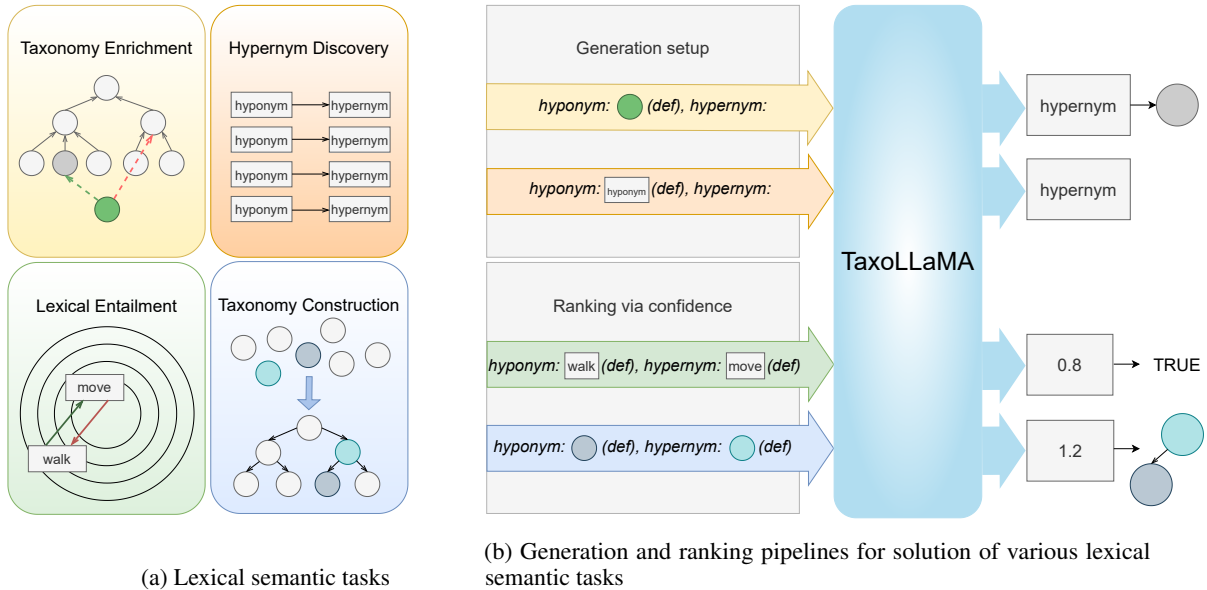 Taxonomy Enrichment
Hypernym Discovery
hyponym hypernym
hyponym hypernym
hyponym hypernym
hyponym hypernym
Lexical Entailment
move
walk
Taxonomy Construction
(a) Lexical semantic tasks
Generation setup
hyponym: (def), hypernym:
hypernym
hyponym: hyponym (def), hypernym:
hypernym
TaxoLLaMA
Ranking via confidence
hyponym: walk (def), hypernym: move (def)
0.8 TRUE
hyponym: (def), hypernym: (def)
1.2
(b) Generation and ranking pipelines for solution of various lexical
semantic tasks